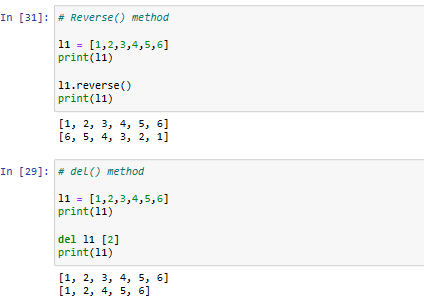 In [31]: # Reverse() method
l1 = [1,2,3,4,5,6]
print(l1)
l1.reverse()
print(l1)
[1, 2, 3, 4, 5, 6]
[6, 5, 4, 3, 2, 1]
In [29]: # del() method
l1 = [1,2,3,4,5,6]
print(l1)
del l1 [2]
print(l1)
[1, 2, 3, 4, 5, 6]
[1, 2, 4, 5, 6]